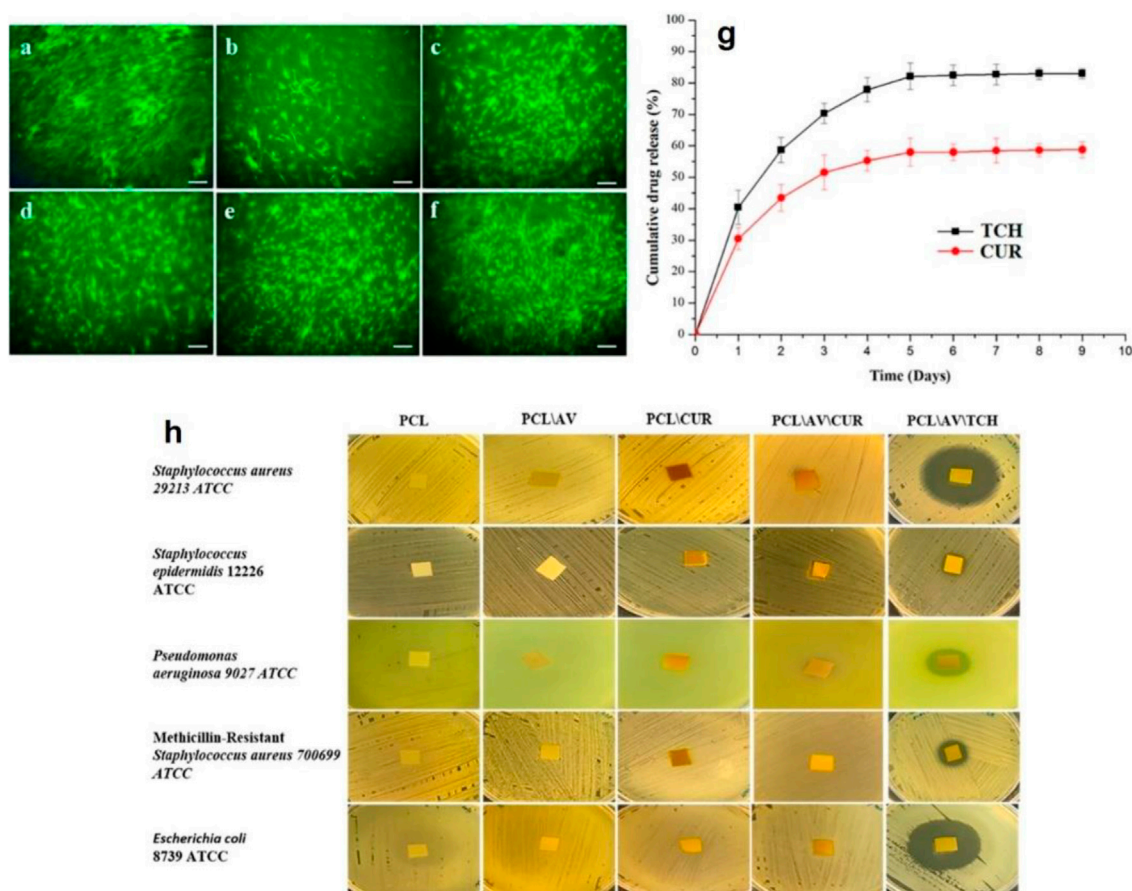 a
b
c
d
e
f
g
100
90
80
70
60
50
40
30
20
10
0
Cumulative drug release (%)
TCH
CUR
0 1 2 3 4 5 6 7 8 9 10
Time (Days)
h
PCL PCL\AV PCL\CUR PCL\AV\CUR PCL\AV\TCH
Staphylococcus aureus
29213 ATCC
Staphylococcus
epidermidis 12226
ATCC
Pseudomonas
aeruginosa 9027 ATCC
Methicillin-Resistant
Staphylococcus aureus 700699
ATCC
Escherichia coli
8739 ATCC